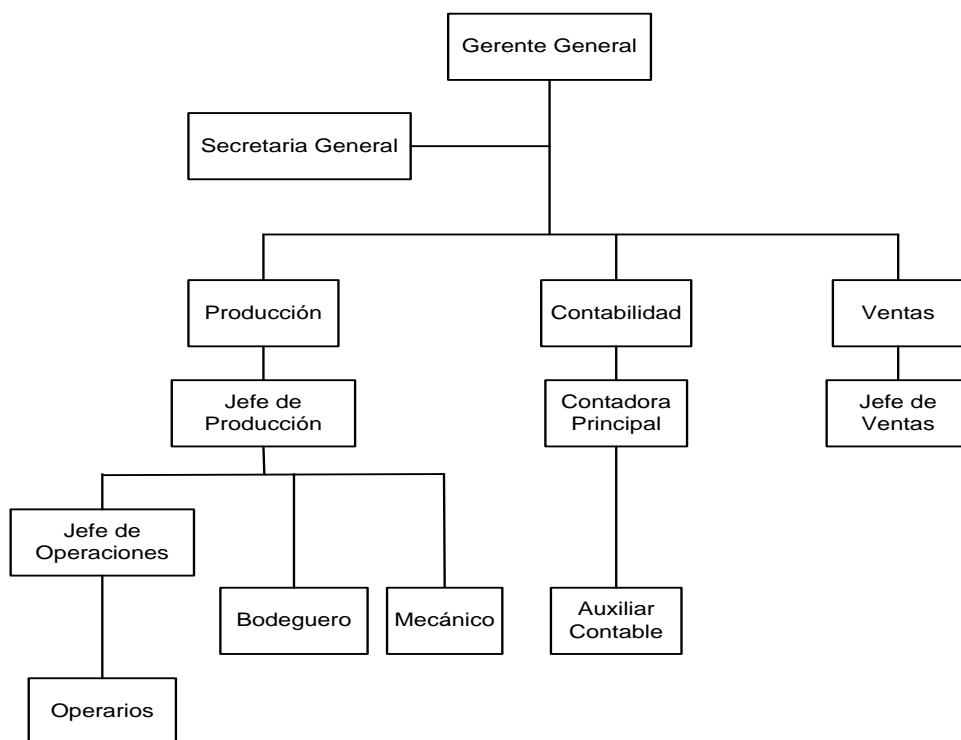 Gerente General
Secretaria General
Producción
Contabilidad
Ventas
Jefe de
Producción
Contadora
Principal
Jefe de
Ventas
Jefe de
Operaciones
Bodeguero
Mecánico
Auxiliar
Contable
Operarios